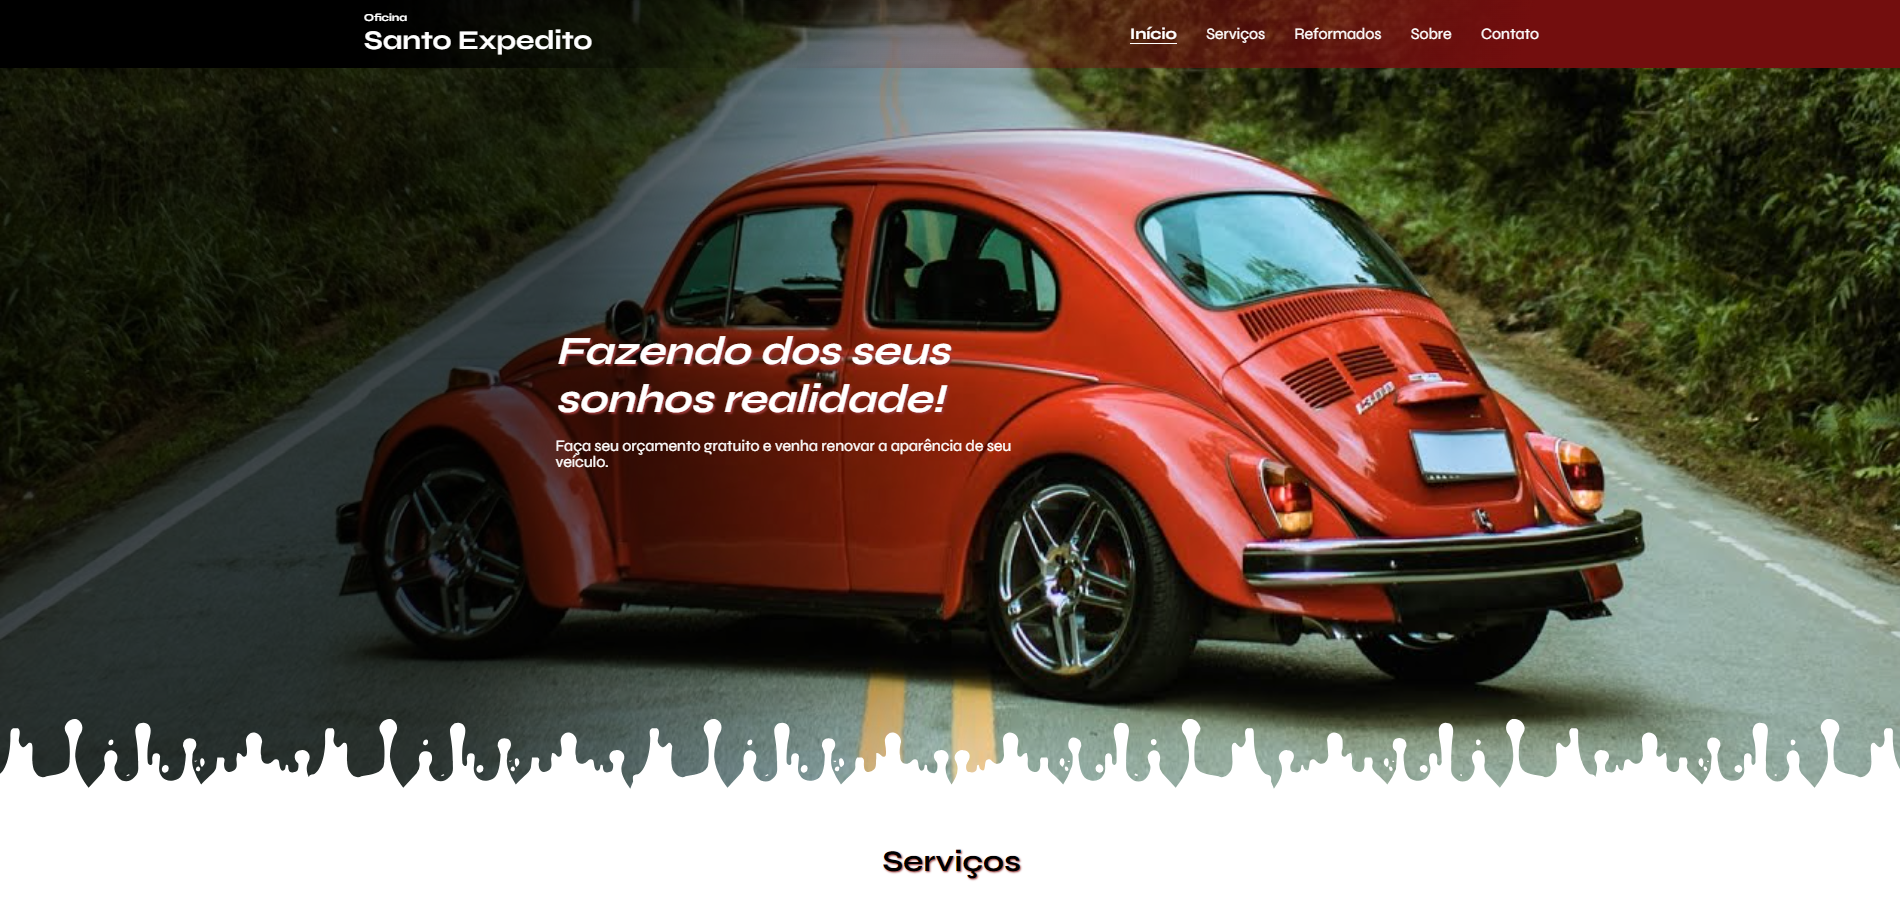 Oficina
Santo Expedito
Início Serviços Reformados Sobre Contato
Fazendo dos seus
sonhos realidade!
Faça seu orçamento gratuito e venha renovar a aparência de seu
veículo.
1300
Serviços